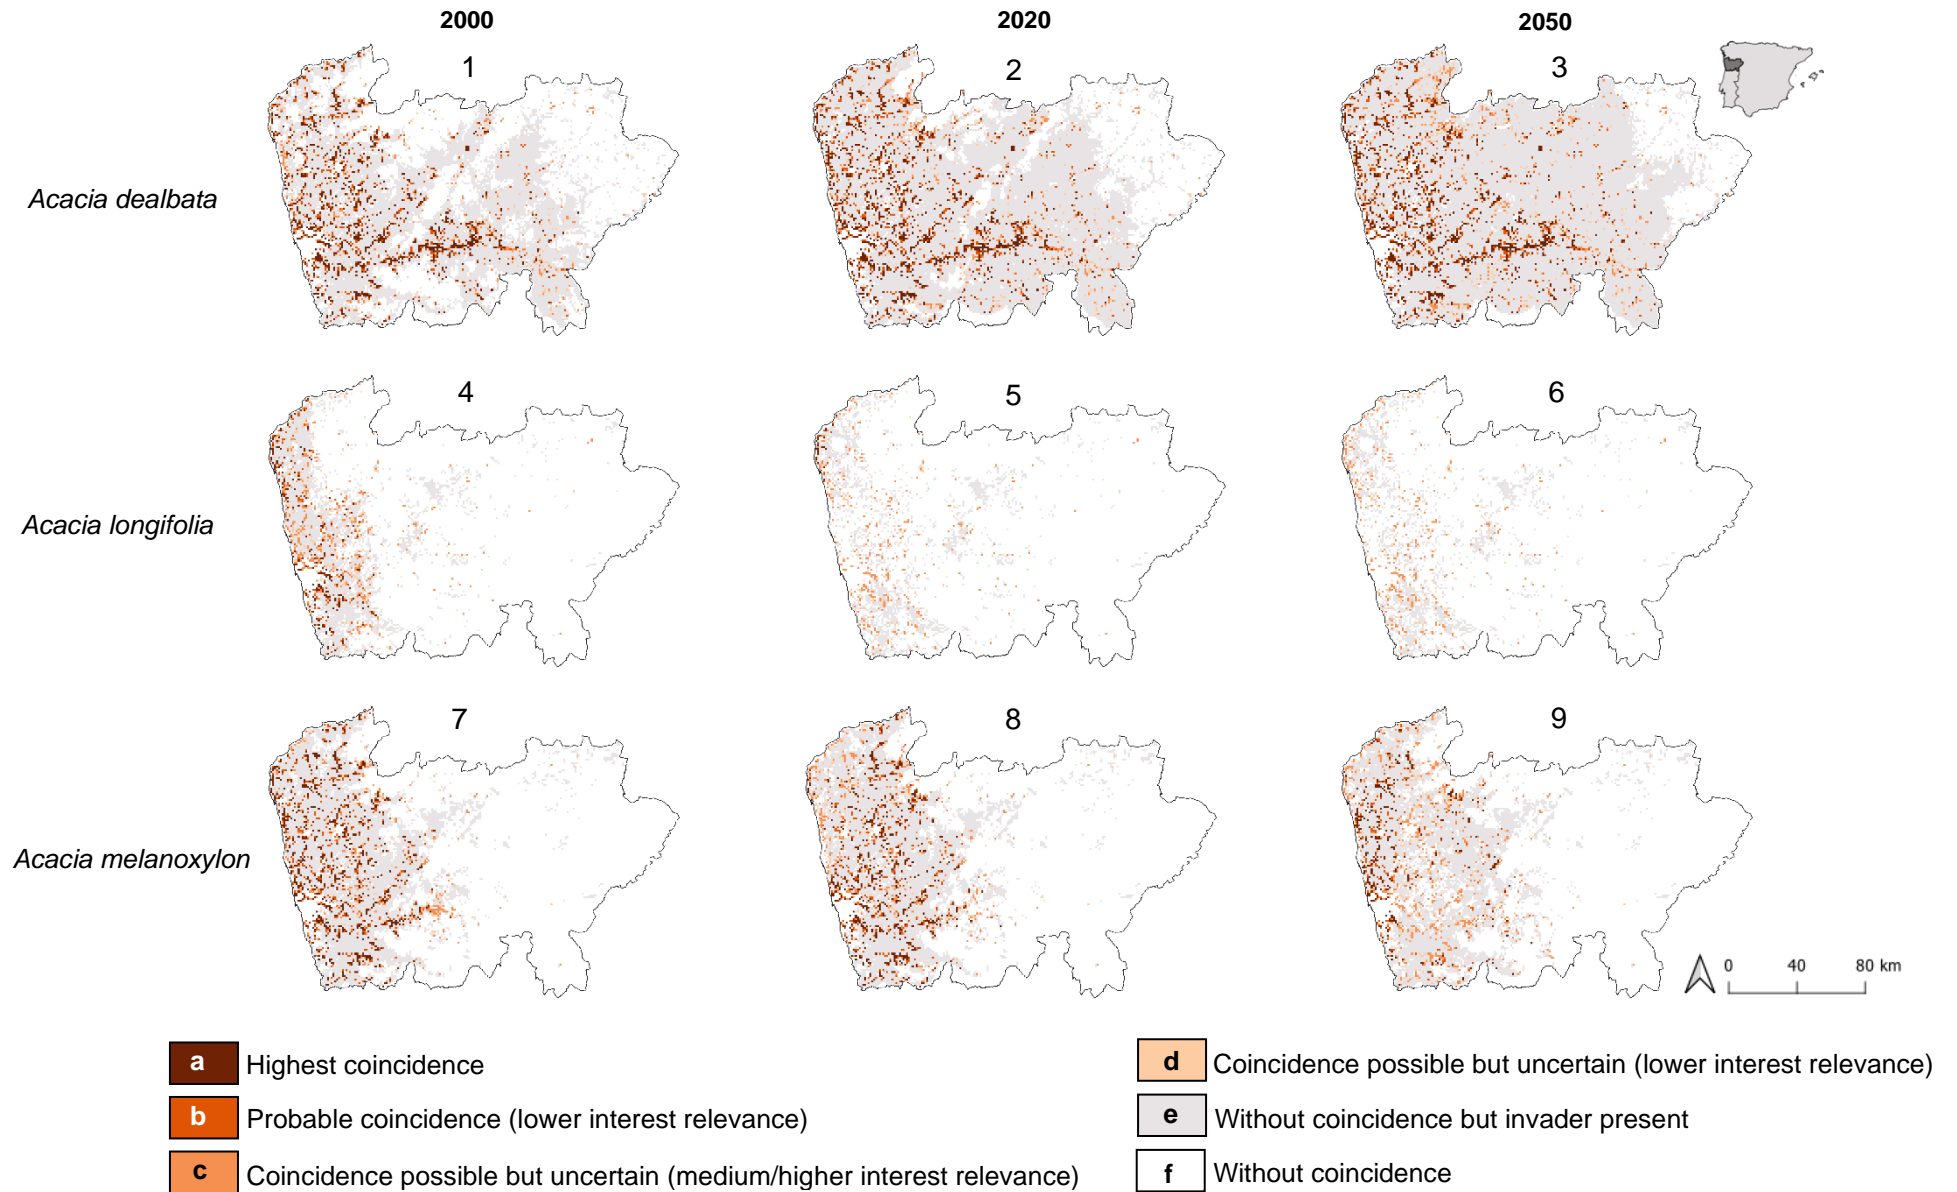 2000 2020 2050
1 2 3
Acacia dealbata
4 5 6
Acacia longifolia
7 8 9
Acacia melanoxylon
0 40 80 km
a Highest coincidence
b Probable coincidence (lower interest relevance)
c Coincidence possible but uncertain (medium/higher interest relevance)
d Coincidence possible but uncertain (lower interest relevance)
e Without coincidence but invader present
f Without coincidence